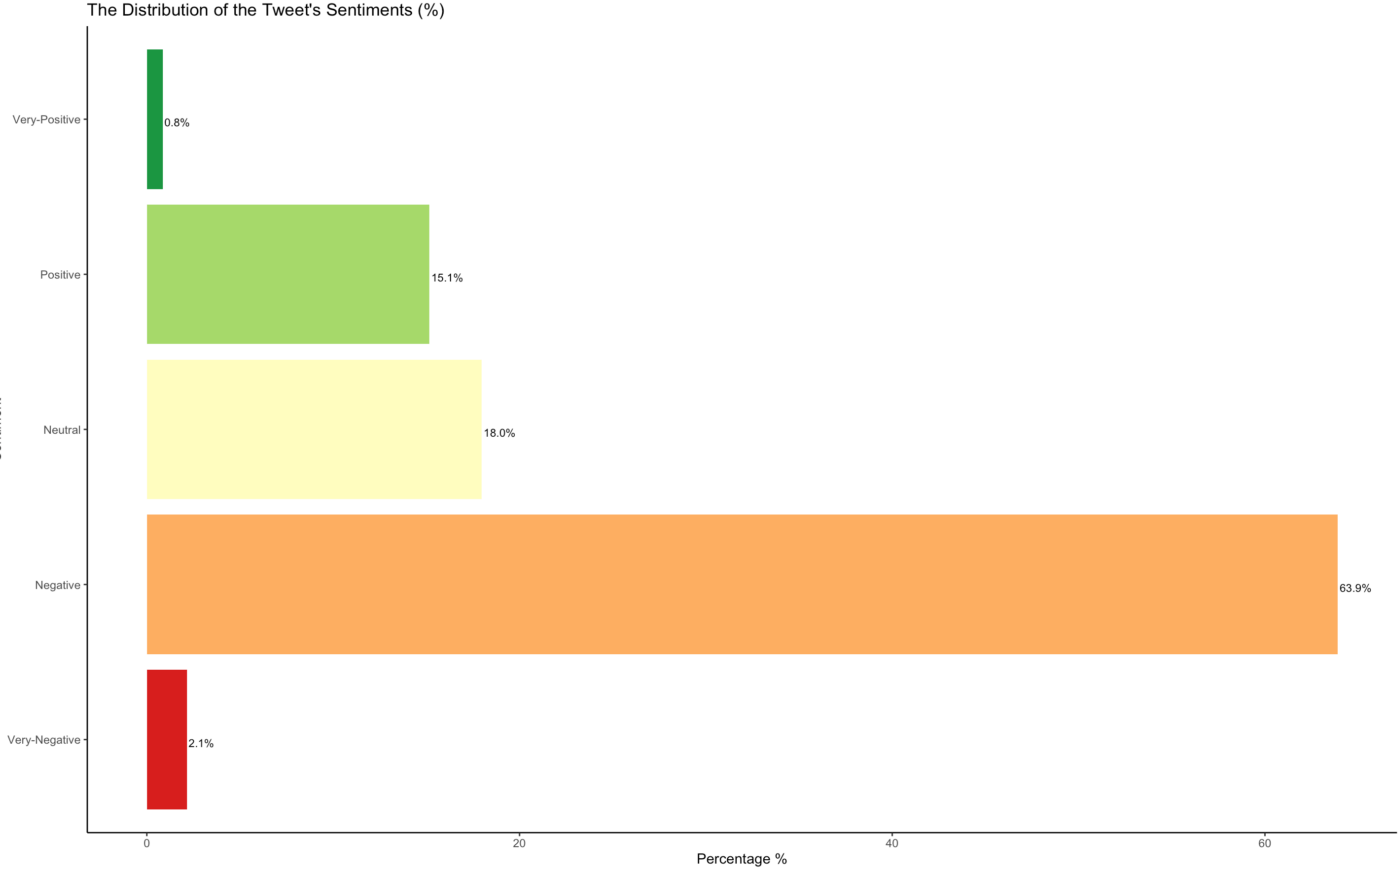 The Distribution of the Tweet's Sentiments (%)
Very-Positive
0.8%
Positive
15.1%
Neutral
18.0%
Negative
63.9%
Very-Negative
2.1%
0 20 40 60
Percentage %